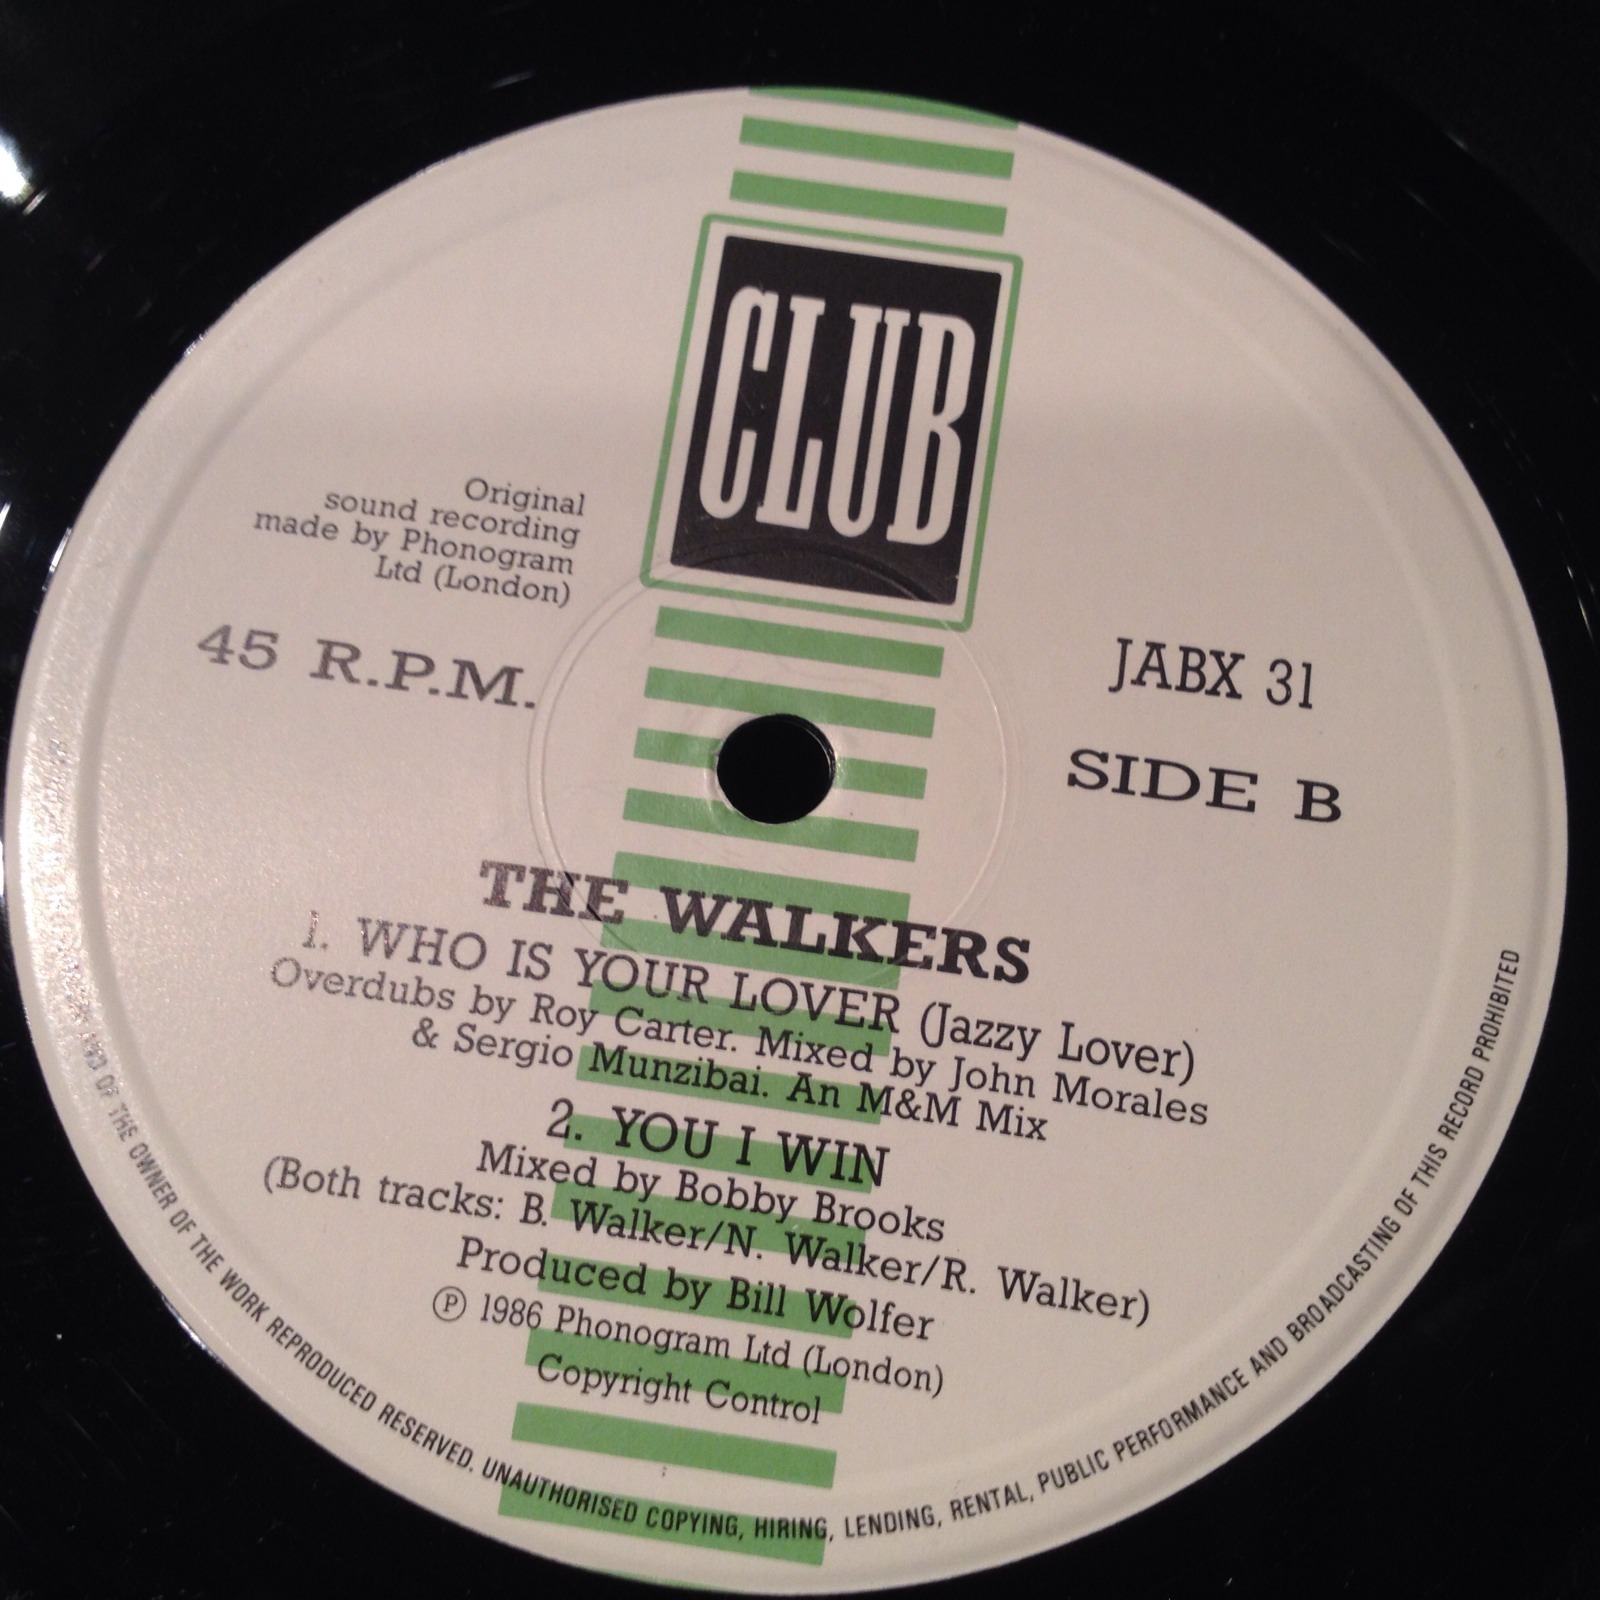 CLUB
Original
sound recording
made by Phonogram
Ltd (London)
45 R.P.M.
JABX 31
SIDE B
THE WALKERS
1. WHO IS YOUR LOVER (Jazzy Lover)
Overdubs by Roy Carter. Mixed by John Morales
& Sergio Munzibai. An M&M Mix
2. YOU I WIN
Mixed by Bobby Brooks
(Both tracks: B. Walker/N. Walker/R. Walker)
Produced by Bill Wolfer
Ⓟ 1986 Phonogram Ltd (London)
Copyright Control
OF THE OWNER OF THE WORK REPRODUCED RESERVED. UNAUTHORISED COPYING, HIRING, LENDING, RENTAL, PUBLIC PERFORMANCE AND BROADCASTING OF THIS RECORD PROHIBITED